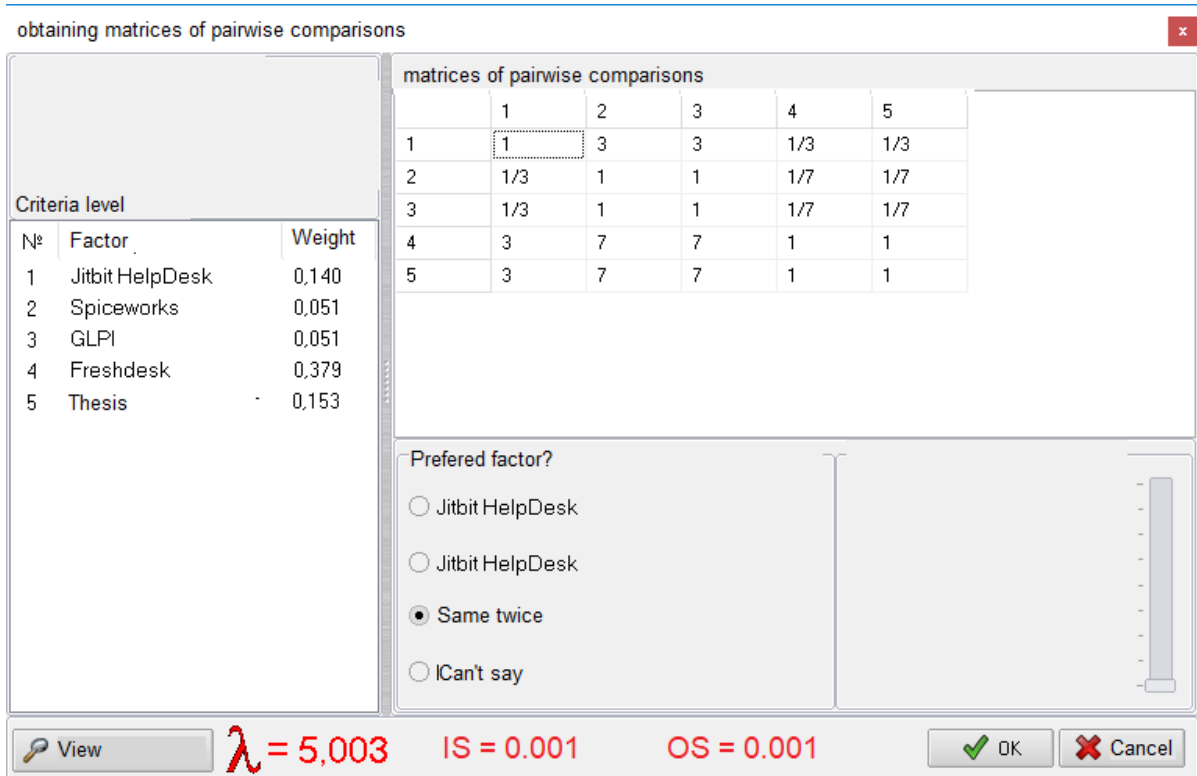 obtaining matrices of pairwise comparisons
x
Criteria level
№ Factor Weight
1 Jitbit HelpDesk 0,140
2 Spiceworks 0,051
3 GLPI 0,051
4 Freshdesk 0,379
5 Thesis 0,153
matrices of pairwise comparisons
1 2 3 4 5
1 1 3 3 1/3 1/3
2 1/3 1 1 1/7 1/7
3 1/3 1 1 1/7 1/7
4 3 7 7 1 1
5 3 7 7 1 1
Prefered factor?
Jitbit HelpDesk
Jitbit HelpDesk
Same twice
ICan't say
View
λ = 5,003 IS = 0.001 OS = 0.001
OK
Cancel